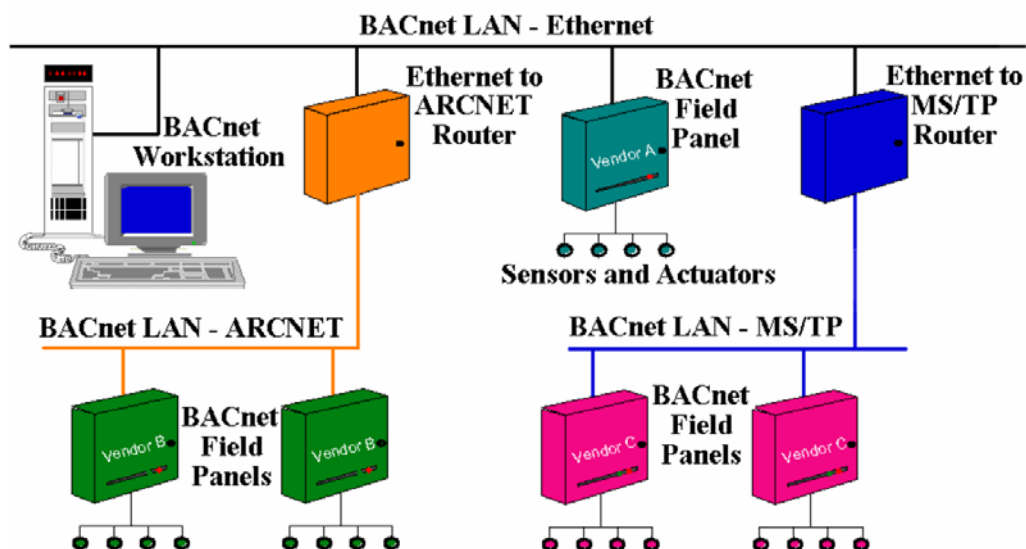 BACnet LAN - Ethernet
BACnet
Workstation
Ethernet to
ARCNET
Router
BACnet
Field
Panel
Vendor A
Ethernet to
MS/TP
Router
Sensors and Actuators
BACnet LAN - ARCNET
BACnet LAN - MS/TP
Vendor B
BACnet
Field
Panels
Vendor B
Vendor C
BACnet
Field
Panels
Vendor C